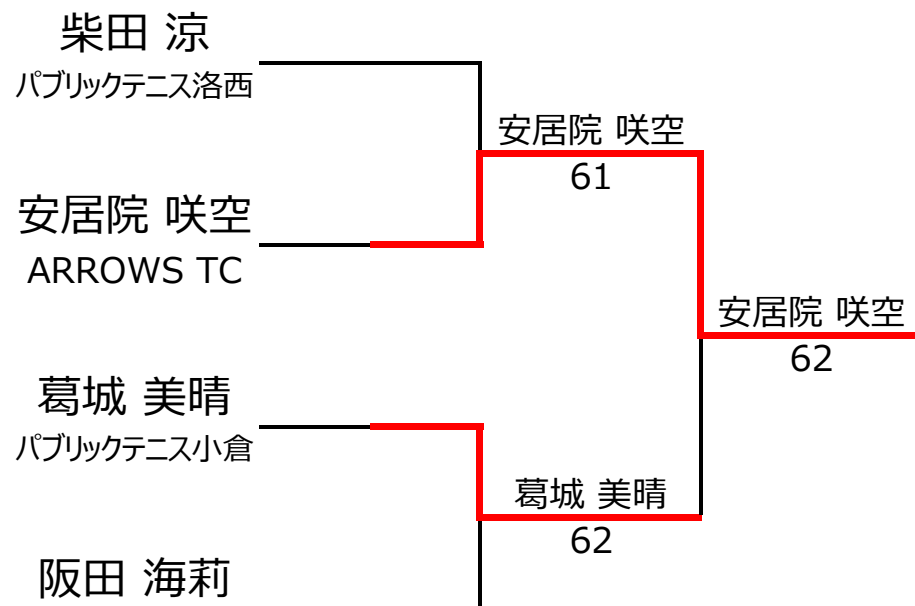 柴田 涼
パブリックテニス洛西
安居院 咲空
61
安居院 咲空
ARROWS TC
安居院 咲空
62
葛城 美晴
パブリックテニス小倉
葛城 美晴
62
阪田 海莉